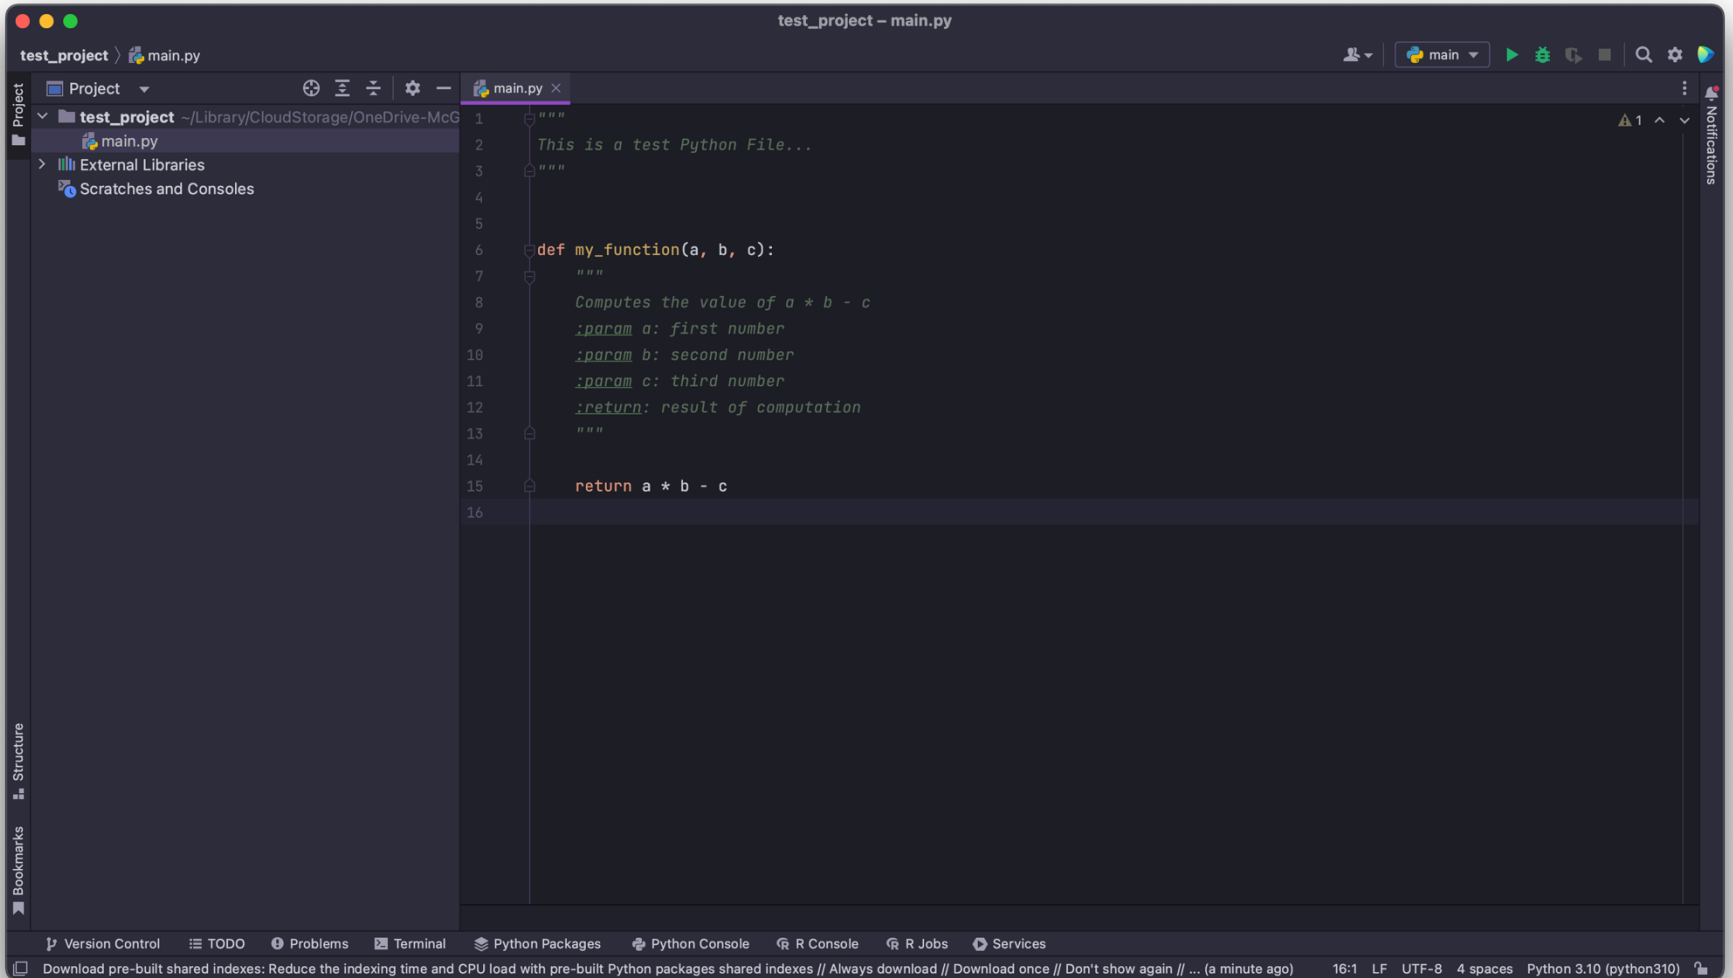 test_project – main.py
test_project 〉 main.py
main
Project
main.py
Project
test_project ~/Library/CloudStorage/OneDrive-McG
main.py
External Libraries
Scratches and Consoles
Structure
Bookmarks
1 """
2 This is a test Python File...
3 """
4
5
6 def my_function(a, b, c):
7 """
8 Computes the value of a * b - c
9 :param a: first number
10 :param b: second number
11 :param c: third number
12 :return: result of computation
13 """
14
15 return a * b - c
16
1
Notifications
Version Control TODO Problems Terminal Python Packages Python Console R Console R Jobs Services
Download pre-built shared indexes: Reduce the indexing time and CPU load with pre-built Python packages shared indexes // Always download // Download once // Don't show again // ... (a minute ago) 16:1 LF UTF-8 4 spaces Python 3.10 (python310)